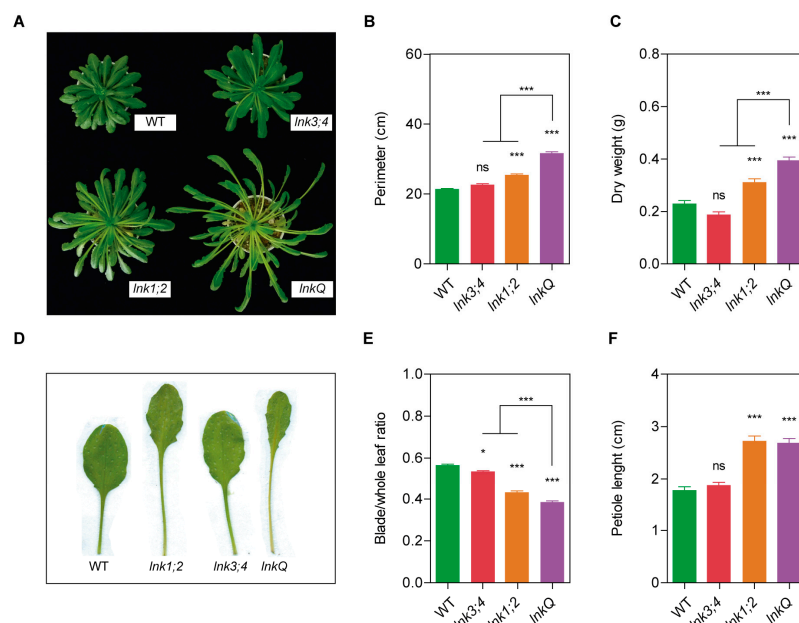 A
WT
lnk3;4
lnk1;2
lnkQ
B
Perimeter (cm)
60
40
20
0
ns
***
***
***
WT
lnk3;4
lnk1;2
lnkQ
C
Dry weight (g)
0.8
0.6
0.4
0.2
0.0
ns
***
***
***
WT
lnk3;4
lnk1;2
lnkQ
D
WT
lnk1;2
lnk3;4
lnkQ
E
Blade/whole leaf ratio
1.0
0.8
0.6
0.4
0.2
0.0
*
***
***
***
WT
lnk3;4
lnk1;2
lnkQ
F
Petiole lenght (cm)
4
3
2
1
0
ns
***
***
WT
lnk3;4
lnk1;2
lnkQ